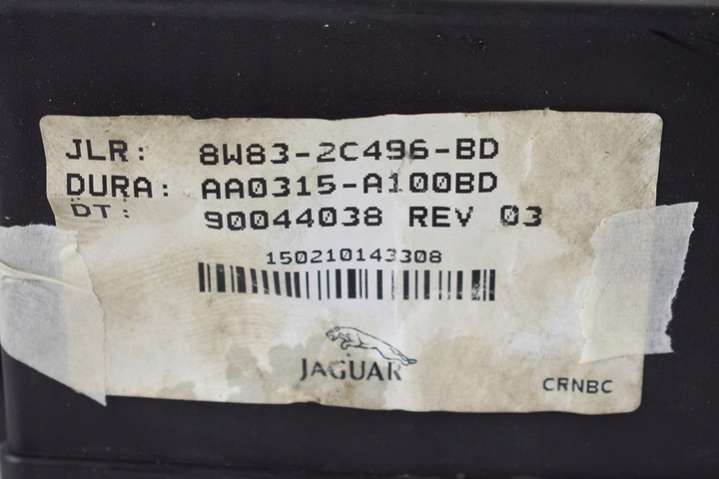 JLR: 8W83-2C496-BD
DURA: AA0315-A100BD
DT: 90044038 REV 03
150210143308
JAGUAR
CRNBC